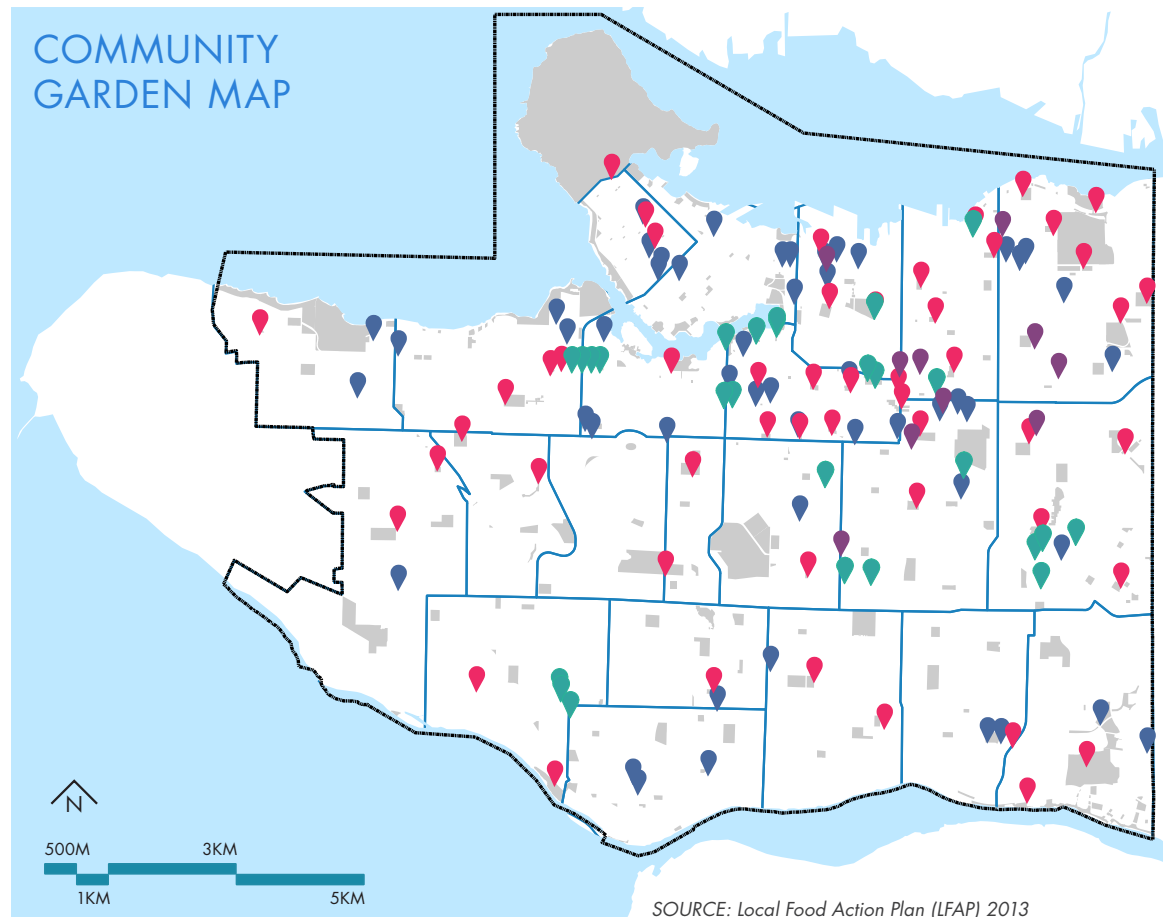 COMMUNITY
GARDEN MAP
N
500M 3KM
1KM 5KM
SOURCE: Local Food Action Plan (LFAP) 2013